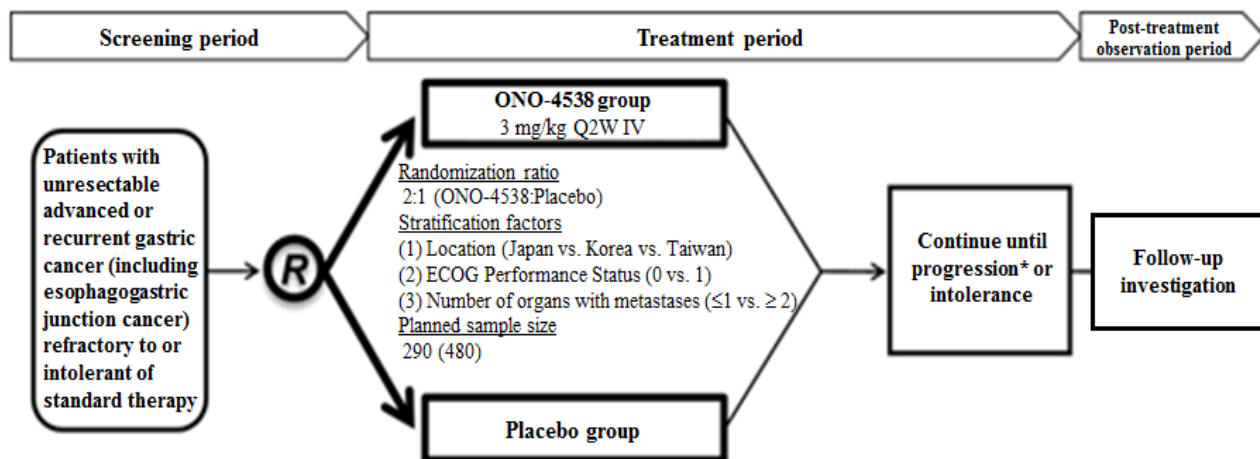 Screening period
Treatment period
Post-treatment
observation period
Patients with
unresectable
advanced or
recurrent gastric
cancer (including
esophagogastric
junction cancer)
refractory to or
intolerant of
standard therapy
R
ONO-4538 group
3 mg/kg Q2W IV
Randomization ratio
2:1 (ONO-4538:Placebo)
Stratification factors
(1) Location (Japan vs. Korea vs. Taiwan)
(2) ECOG Performance Status (0 vs. 1)
(3) Number of organs with metastases (≤1 vs. ≥ 2)
Planned sample size
290 (480)
Placebo group
Continue until
progression* or
intolerance
Follow-up
investigation